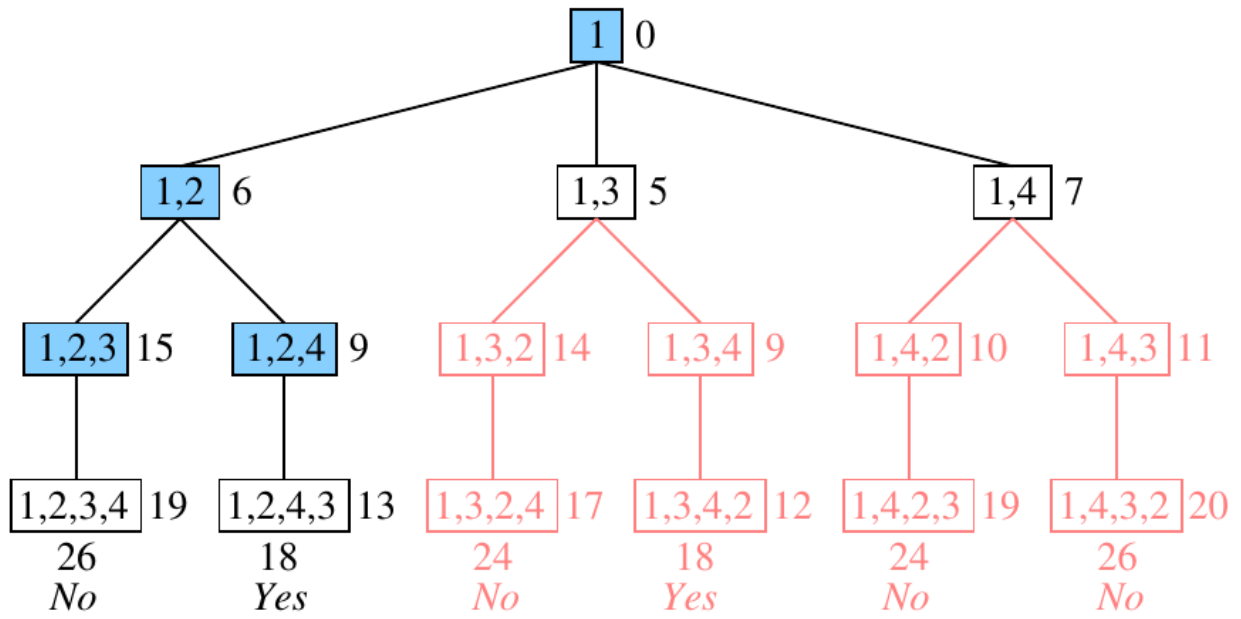 1 0
1,2 6 1,3 5 1,4 7
1,2,3 15 1,2,4 9 1,3,2 14 1,3,4 9 1,4,2 10 1,4,3 11
1,2,3,4 19 1,2,4,3 13 1,3,2,4 17 1,3,4,2 12 1,4,2,3 19 1,4,3,2 20
26 18 24 18 24 26
No Yes No Yes No No